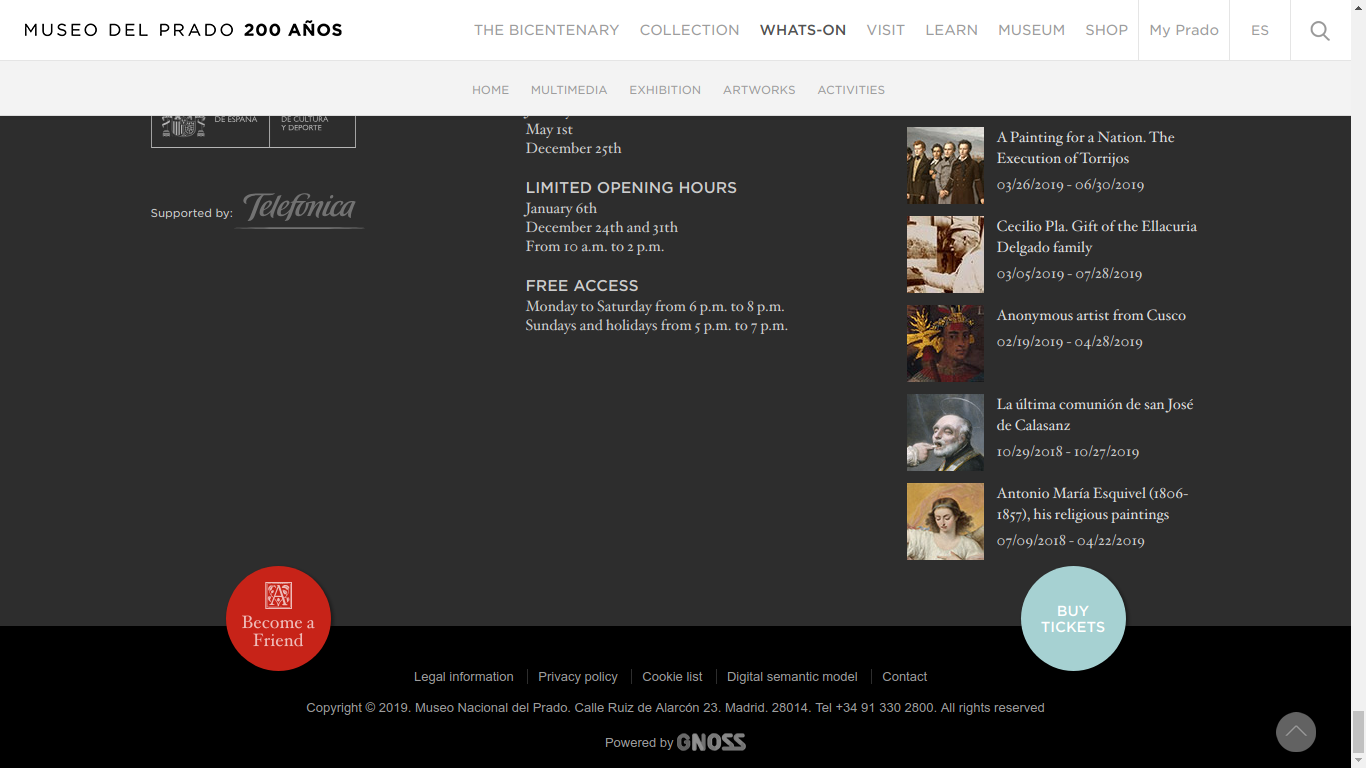 MUSEO DEL PRADO 200 AÑOS
THE BICENTENARY COLLECTION WHATS-ON VISIT LEARN MUSEUM SHOP My Prado ES
HOME MULTIMEDIA EXHIBITION ARTWORKS ACTIVITIES
DE ESPAÑA
DE CULTURA
Y DEPORTE
Supported by: Telefónica
May 1st
December 25th
LIMITED OPENING HOURS
January 6th
December 24th and 31th
From 10 a.m. to 2 p.m.
FREE ACCESS
Monday to Saturday from 6 p.m. to 8 p.m.
Sundays and holidays from 5 p.m. to 7 p.m.
A Painting for a Nation. The
Execution of Torrijos
03/26/2019 - 06/30/2019
Cecilio Pla. Gift of the Ellacuria
Delgado family
03/05/2019 - 07/28/2019
Anonymous artist from Cusco
02/19/2019 - 04/28/2019
La última comunión de san José
de Calasanz
10/29/2018 - 10/27/2019
Antonio María Esquivel (1806-
1857), his religious paintings
07/09/2018 - 04/22/2019
A
Become a
Friend
BUY
TICKETS
Legal information Privacy policy Cookie list Digital semantic model Contact
Copyright © 2019. Museo Nacional del Prado. Calle Ruiz de Alarcón 23. Madrid. 28014. Tel +34 91 330 2800. All rights reserved
Powered by GNOSS